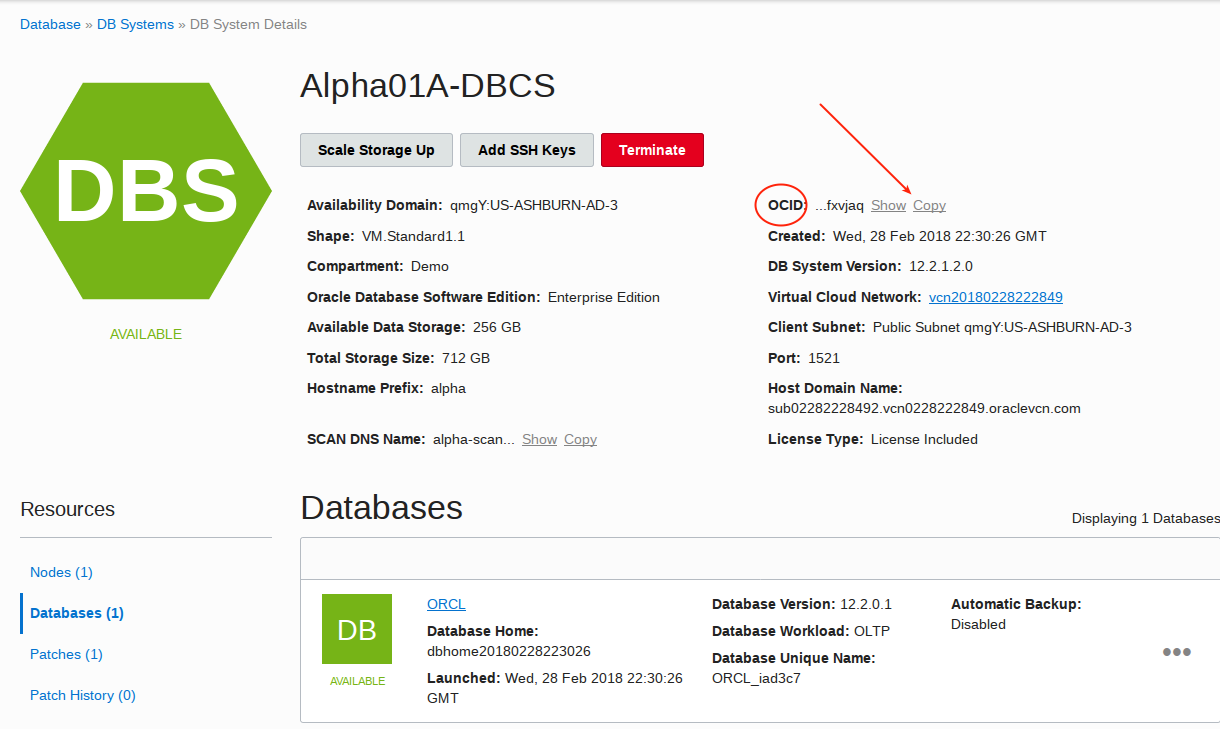 Database » DB Systems » DB System Details
DBS
AVAILABLE
Alpha01A-DBCS
Scale Storage Up Add SSH Keys Terminate
Availability Domain: qmgY:US-ASHBURN-AD-3
Shape: VM.Standard1.1
Compartment: Demo
Oracle Database Software Edition: Enterprise Edition
Available Data Storage: 256 GB
Total Storage Size: 712 GB
Hostname Prefix: alpha
SCAN DNS Name: alpha-scan... Show Copy
OCID: ...fxvjaq Show Copy
Created: Wed, 28 Feb 2018 22:30:26 GMT
DB System Version: 12.2.1.2.0
Virtual Cloud Network: vcn20180228222849
Client Subnet: Public Subnet qmgY:US-ASHBURN-AD-3
Port: 1521
Host Domain Name:
sub02282228492.vcn0228222849.oraclevcn.com
License Type: License Included
Resources
Nodes (1)
Databases (1)
Patches (1)
Patch History (0)
Databases
Displaying 1 Databases
DB
AVAILABLE
ORCL
Database Home:
dbhome20180228223026
Launched: Wed, 28 Feb 2018 22:30:26
GMT
Database Version: 12.2.0.1
Database Workload: OLTP
Database Unique Name:
ORCL_iad3c7
Automatic Backup:
Disabled